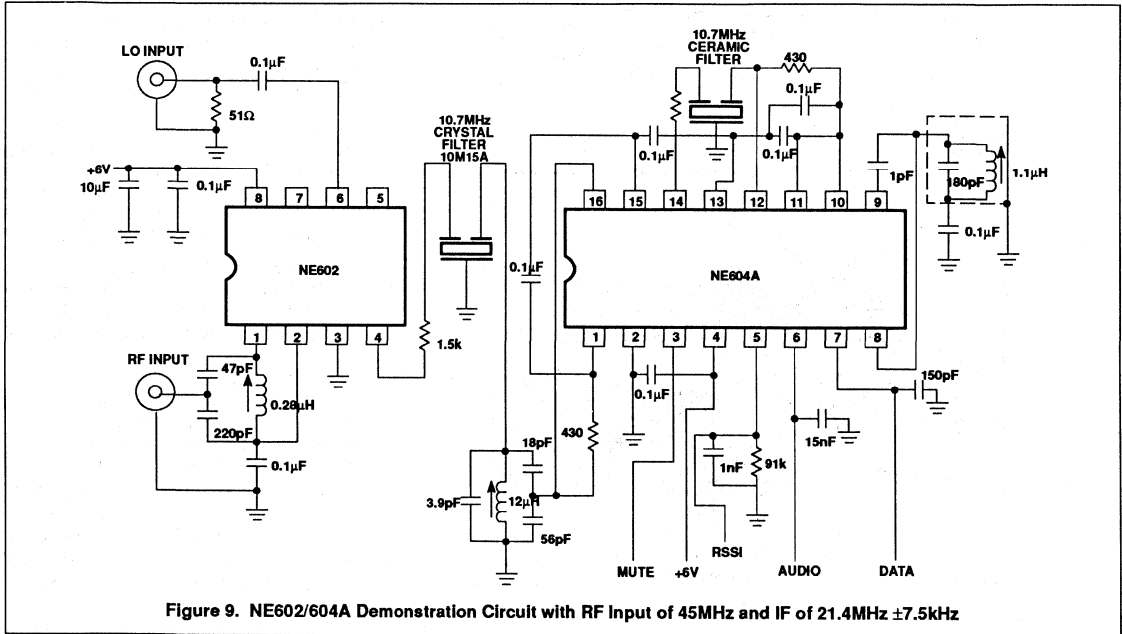 LO INPUT
0.1µF
51Ω
+6V
10µF
0.1µF
8
7
6
5
NE602
1
2
3
4
RF INPUT
47pF
0.28µH
220pF
0.1µF
10.7MHz
CRYSTAL
FILTER
10M15A
1.5k
3.9pF
12µH
18pF
56pF
430
0.1µF
10.7MHz
CERAMIC
FILTER
430
0.1µF
0.1µF
0.1µF
16
15
14
13
12
11
10
9
NE604A
1
2
3
4
5
6
7
8
1pF
180pF
1.1µH
0.1µF
0.1µF
1nF
91k
15nF
150pF
MUTE
+6V
RSSI
AUDIO
DATA
Figure 9. NE602/604A Demonstration Circuit with RF Input of 45MHz and IF of 21.4MHz ±7.5kHz